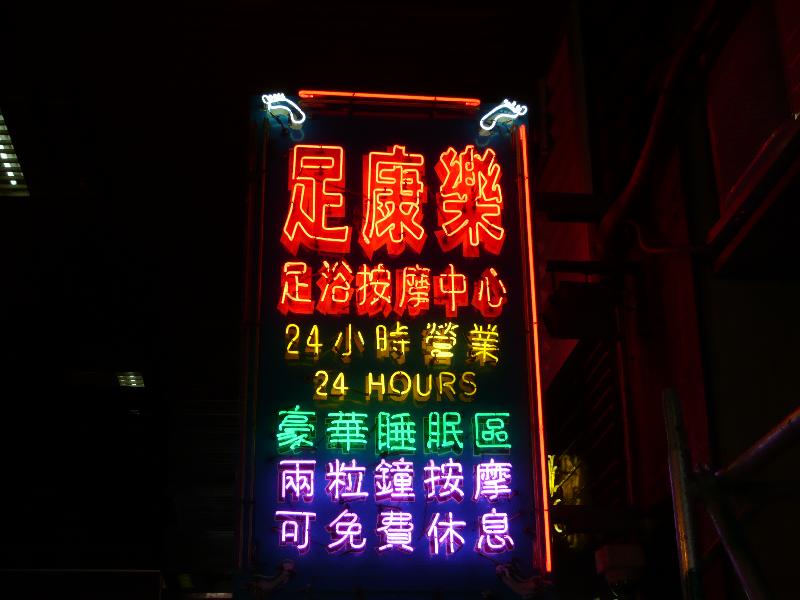 足康樂
足浴按摩中心
24小時營業
24 HOURS
豪華睡眠區
兩粒鐘按摩
可免費休息